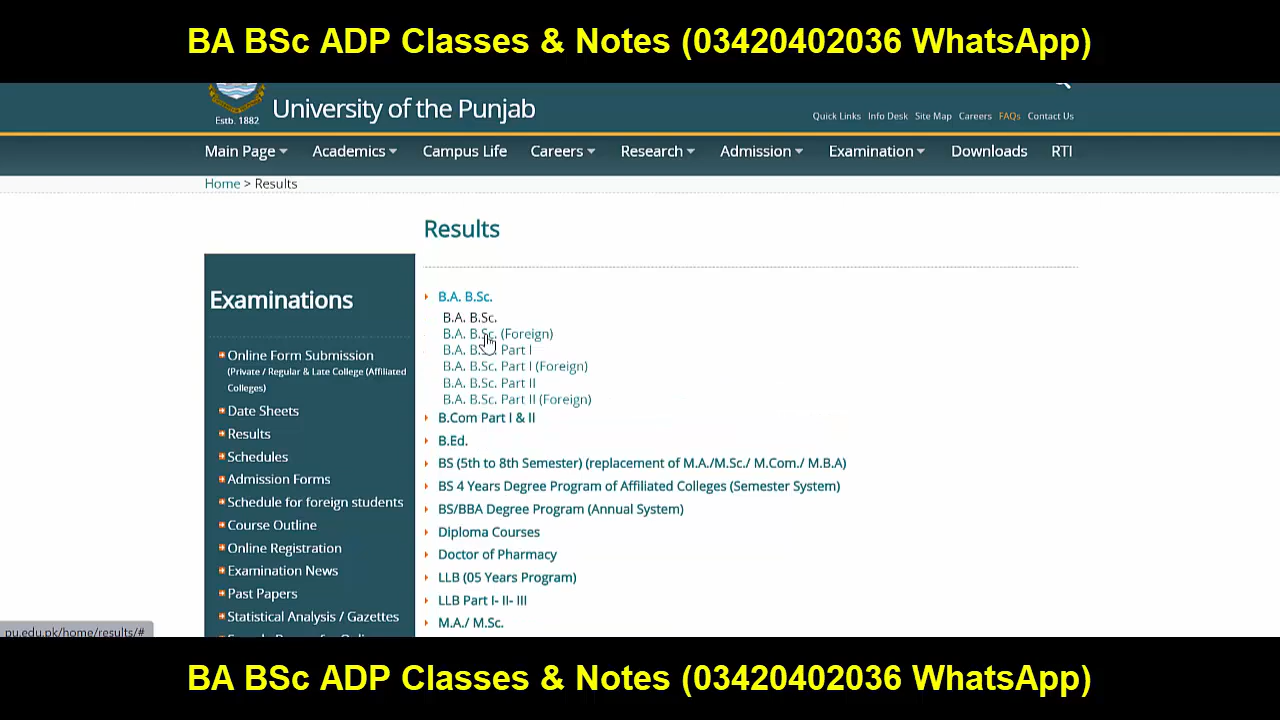 BA BSc ADP Classes & Notes (03420402036 WhatsApp)
Estb. 1882
University of the Punjab
Quick Links Info Desk Site Map Careers FAQs Contact Us
Main Page Academics Campus Life Careers Research Admission Examination Downloads RTI
Home > Results
Results
Examinations
Online Form Submission
(Private / Regular & Late College (Affiliated
Colleges)
Date Sheets
Results
Schedules
Admission Forms
Schedule for foreign students
Course Outline
Online Registration
Examination News
Past Papers
Statistical Analysis / Gazettes
B.A. B.Sc.
B.A. B.Sc.
B.A. B.Sc. (Foreign)
B.A. B.Sc. Part I
B.A. B.Sc. Part I (Foreign)
B.A. B.Sc. Part II
B.A. B.Sc. Part II (Foreign)
B.Com Part I & II
B.Ed.
BS (5th to 8th Semester) (replacement of M.A./M.Sc./ M.Com./ M.B.A)
BS 4 Years Degree Program of Affiliated Colleges (Semester System)
BS/BBA Degree Program (Annual System)
Diploma Courses
Doctor of Pharmacy
LLB (05 Years Program)
LLB Part I- II- III
M.A./ M.Sc.
pu.edu.pk/home/results/#
BA BSc ADP Classes & Notes (03420402036 WhatsApp)